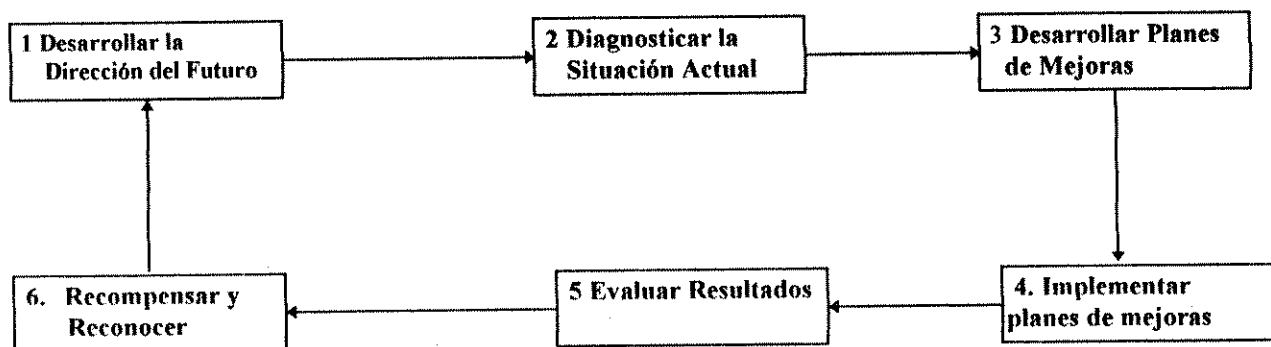 1 Desarrollar la
Dirección del Futuro
2 Diagnosticar la
Situación Actual
3 Desarrollar Planes
de Mejoras
4. Implementar
planes de mejoras
5 Evaluar Resultados
6. Recompensar y
Reconocer